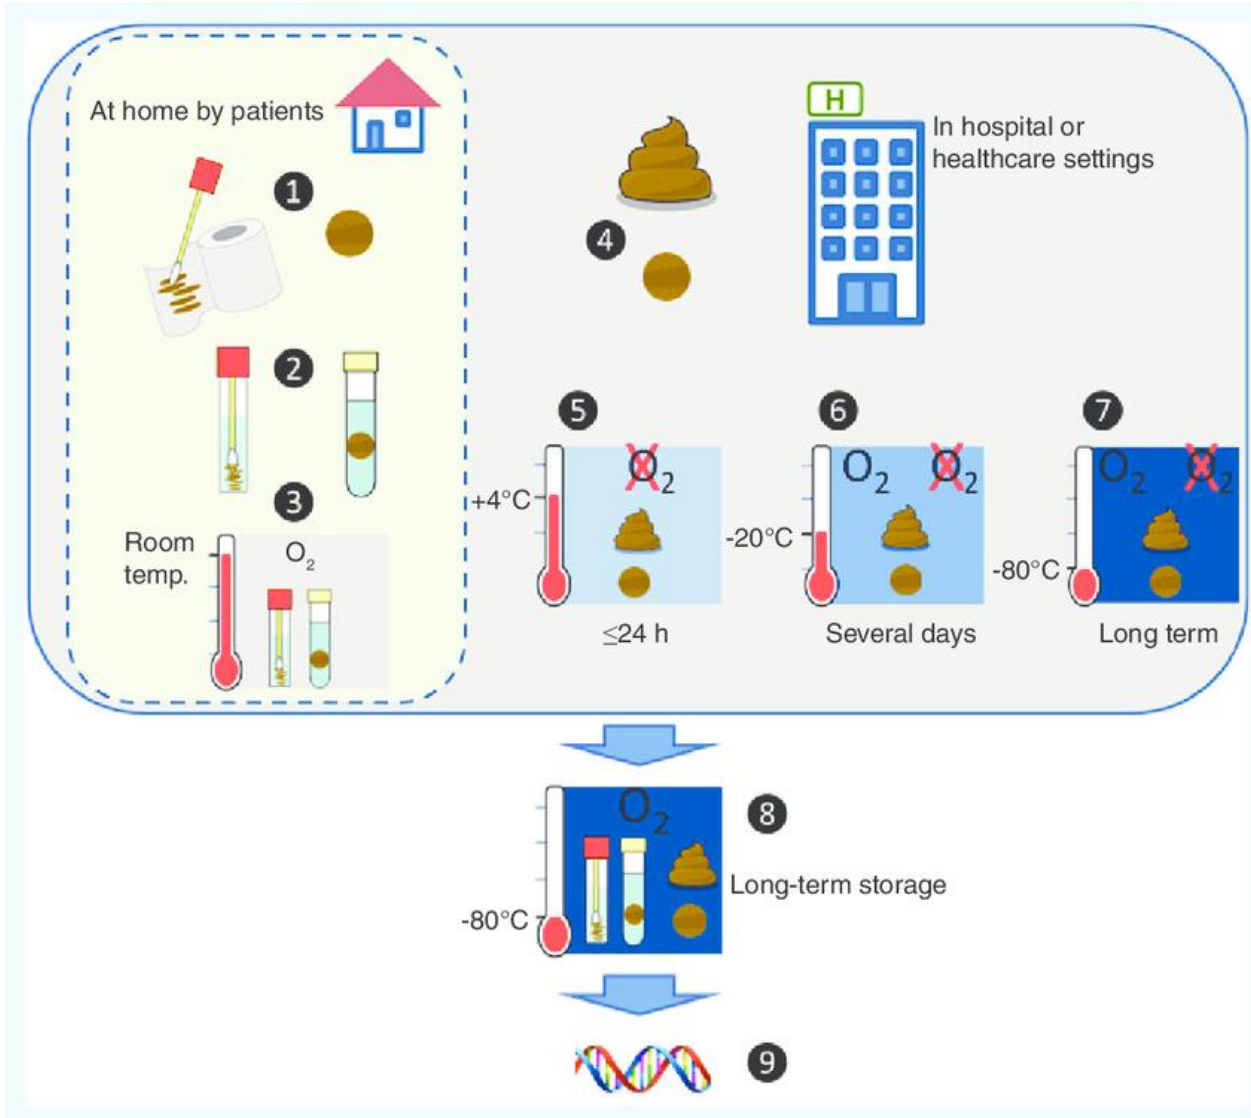 At home by patients
H
In hospital or
healthcare settings
1
4
2
3
Room
temp.
O₂
5
+4°C
O₂
≤24 h
6
-20°C
O₂
O₂
Several days
7
-80°C
O₂
O₂
Long term
8
O₂
-80°C
Long-term storage
9